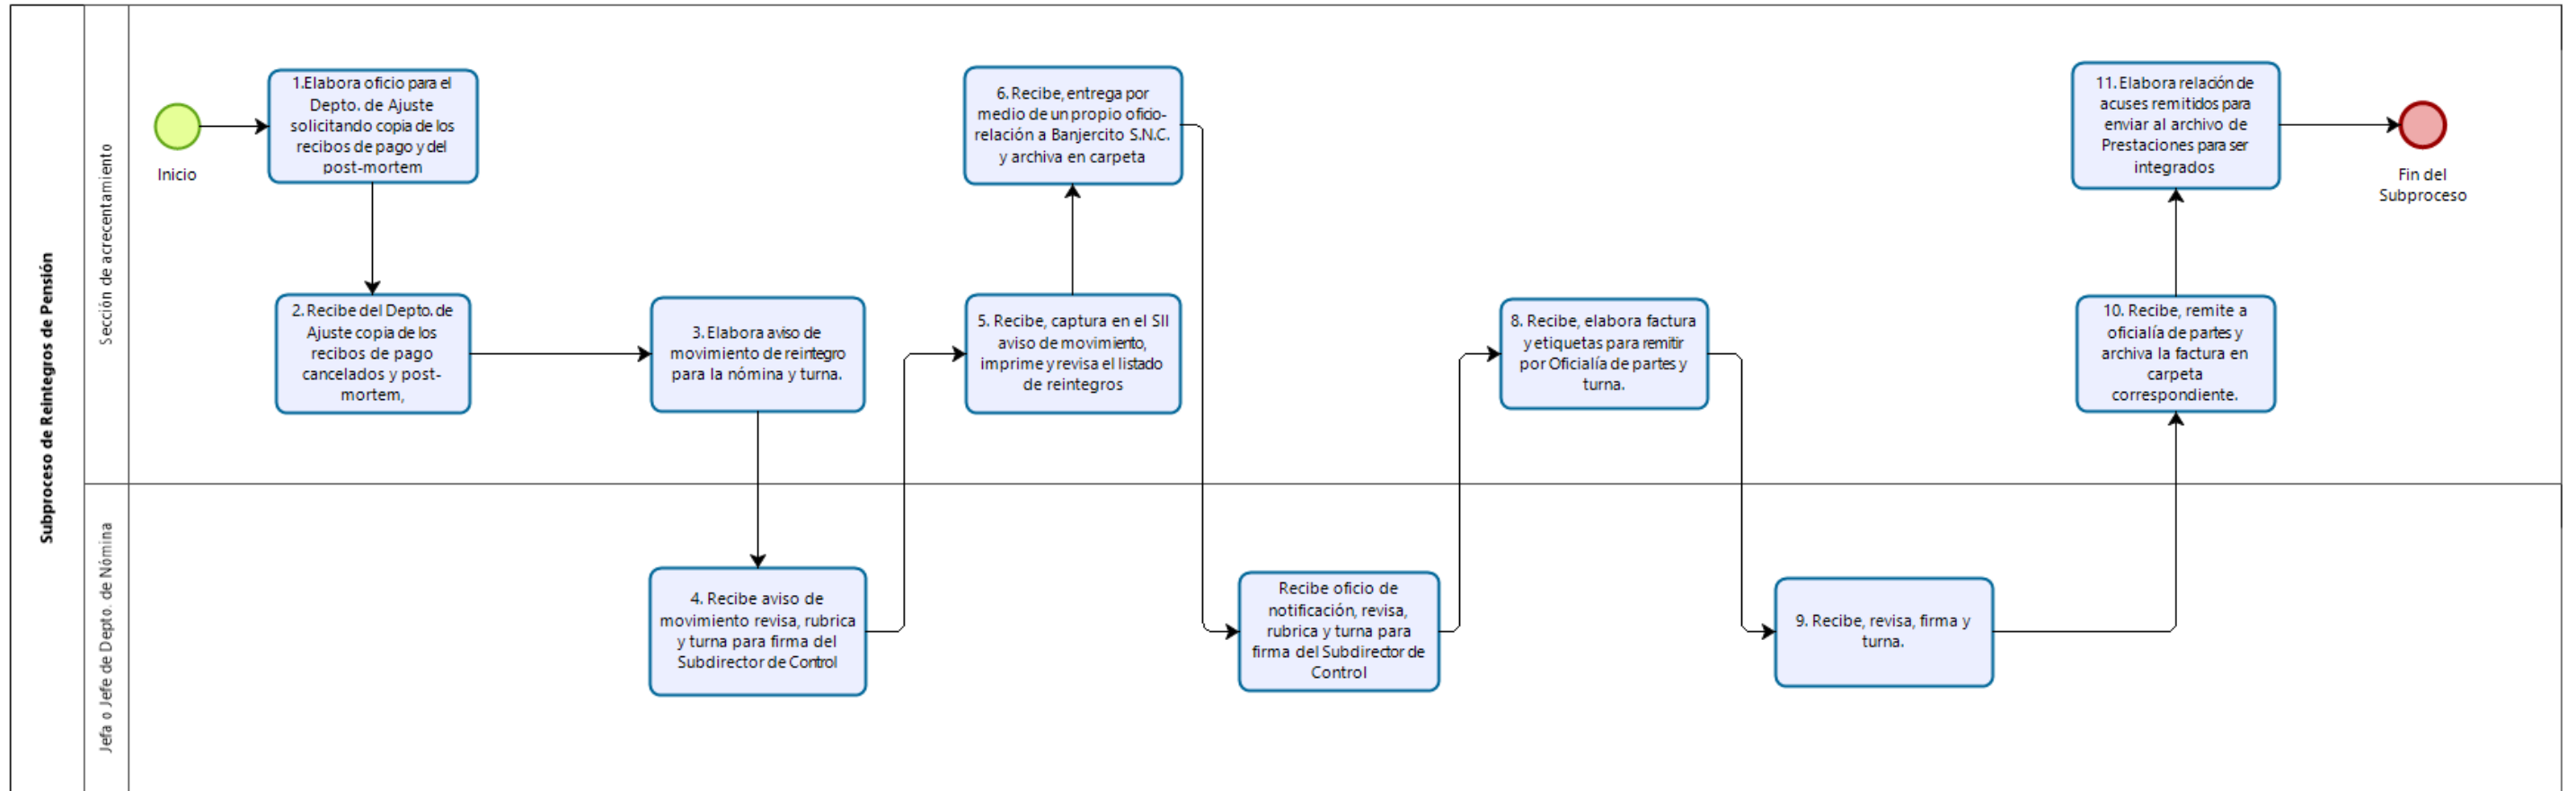 Subproceso de Reintegros de Pensión
Sección de acrecentamiento
Inicio
1.Elabora oficio para el
Depto. de Ajuste
solicitando copia de los
recibos de pago y del
post-mortem
2. Recibe del Depto. de
Ajuste copia de los
recibos de pago
cancelados y post-
mortem,
3. Elabora aviso de
movimiento de reintegro
para la nómina y turna.
5. Recibe, captura en el SII
aviso de movimiento,
imprime y revisa el listado
de reintegros
6. Recibe, entrega por
medio de un propio oficio-
relación a Banjercito S.N.C.
y archiva en carpeta
8. Recibe, elabora factura
y etiquetas para remitir
por Oficialía de partes y
turna.
10. Recibe, remite a
oficialía de partes y
archiva la factura en
carpeta
correspondiente.
11. Elabora relación de
acuses remitidos para
enviar al archivo de
Prestaciones para ser
integrados
Fin del
Subproceso
Jefa o Jefe de Depto. de Nómina
4. Recibe aviso de
movimiento revisa, rubrica
y turna para firma del
Subdirector de Control
Recibe oficio de
notificación, revisa,
rubrica y turna para
firma del Subdirector de
Control
9. Recibe, revisa, firma y
turna.